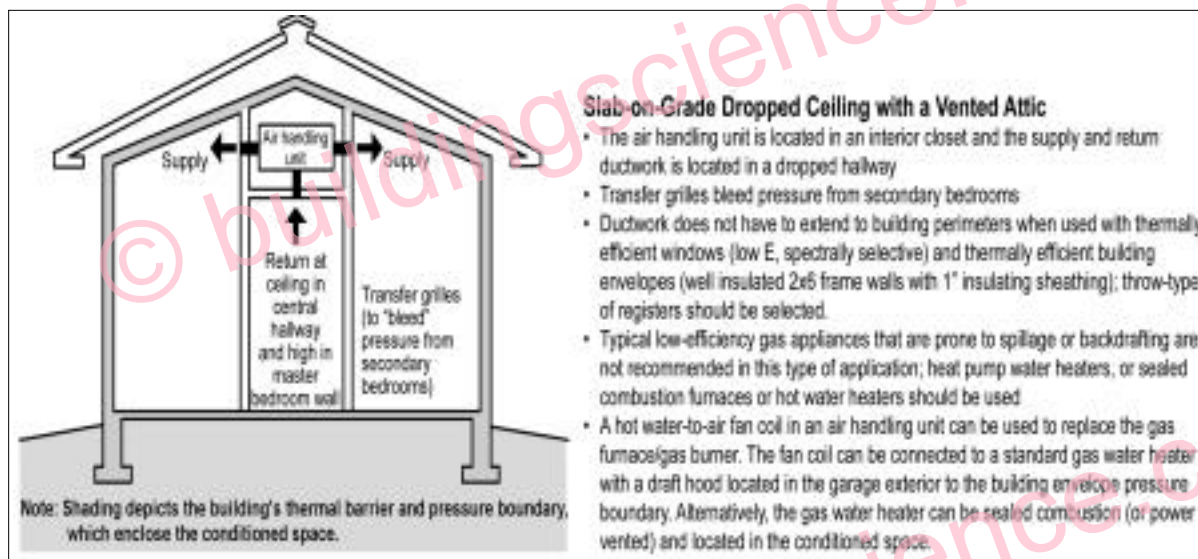 Supply
Air handling
unit
Supply
Return at
ceiling in
central
hallway
and high in
master
bedroom wall
Transfer grilles
(to "bleed"
pressure from
secondary
bedrooms)
Note: Shading depicts the building's thermal barrier and pressure boundary,
which enclose the conditioned space.
Slab-on-Grade Dropped Ceiling with a Vented Attic
• The air handling unit is located in an interior closet and the supply and return
ductwork is located in a dropped hallway
• Transfer grilles bleed pressure from secondary bedrooms
• Ductwork does not have to extend to building perimeters when used with thermally
efficient windows (low E, spectrally selective) and thermally efficient building
envelopes (well insulated 2x6 frame walls with 1" insulating sheathing); throw-type
of registers should be selected.
• Typical low-efficiency gas appliances that are prone to spillage or backdrafting are
not recommended in this type of application; heat pump water heaters, or sealed
combustion furnaces or hot water heaters should be used
• A hot water-to-air fan coil in an air handling unit can be used to replace the gas
furnace/gas burner. The fan coil can be connected to a standard gas water heater
with a draft hood located in the garage exterior to the building envelope pressure
boundary. Alternatively, the gas water heater can be sealed combustion (or power
vented) and located in the conditioned space.
© buildingscience.
science.c